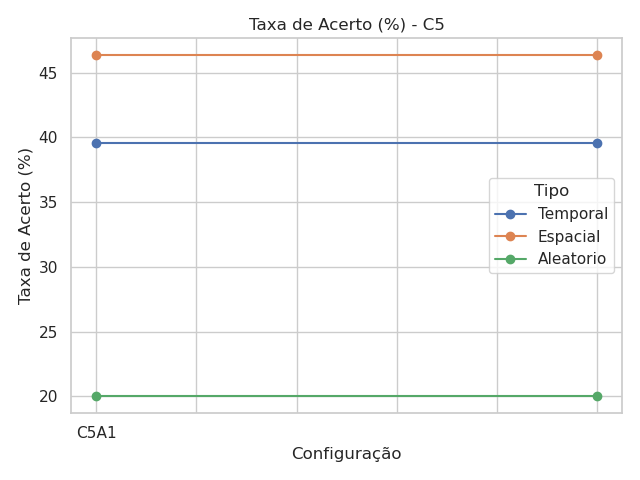 Taxa de Acerto (%) - C5
45
40
35
30
25
20
Taxa de Acerto (%)
Tipo
Temporal
Espacial
Aleatorio
C5A1
Configuração